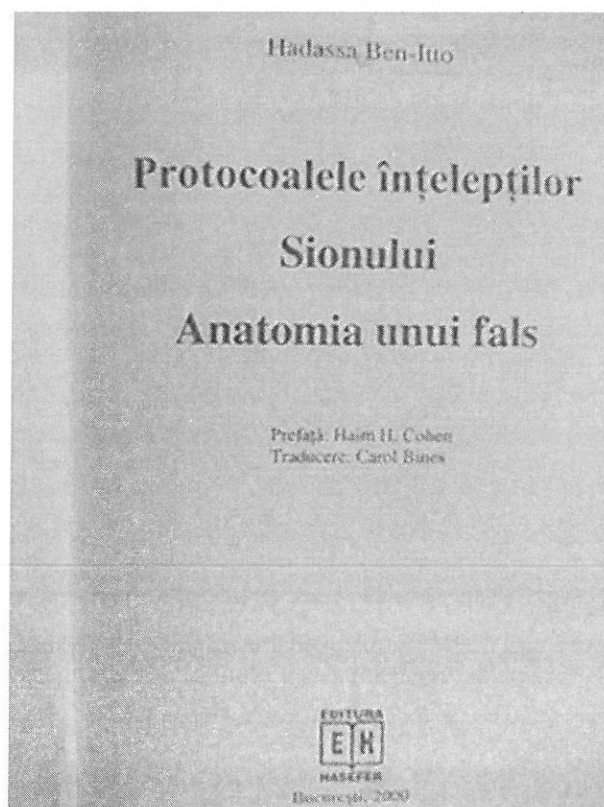 Hadassa Ben-Itto
Protocoalele înțelepților
Sionului
Anatomia unui fals
Prefață: Haim H. Cohen
Traducere: Carol Bines
EDITURA
E H
HASEFER
București, 2000